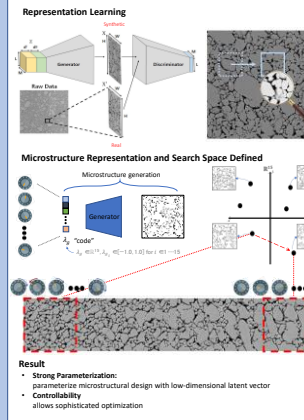 Representation Learning
Synthetic
Generator
Discriminator
Raw Data
Real
Microstructure Representation and Search Space Defined
Microstructure generation
Generator
"code"
Result
• Strong Parameterization:
parameterize microstructural design with low-dimensional latent vector
• Controllability
allows sophisticated optimization